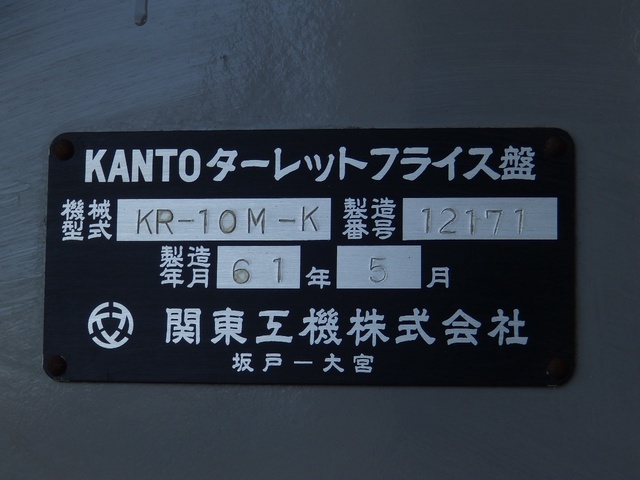 KANTOターレットフライス盤
機械型式 KR-10M-K 製造番号 12171
製造年月 61年 5月
関東工機株式会社
坂戸ー大宮